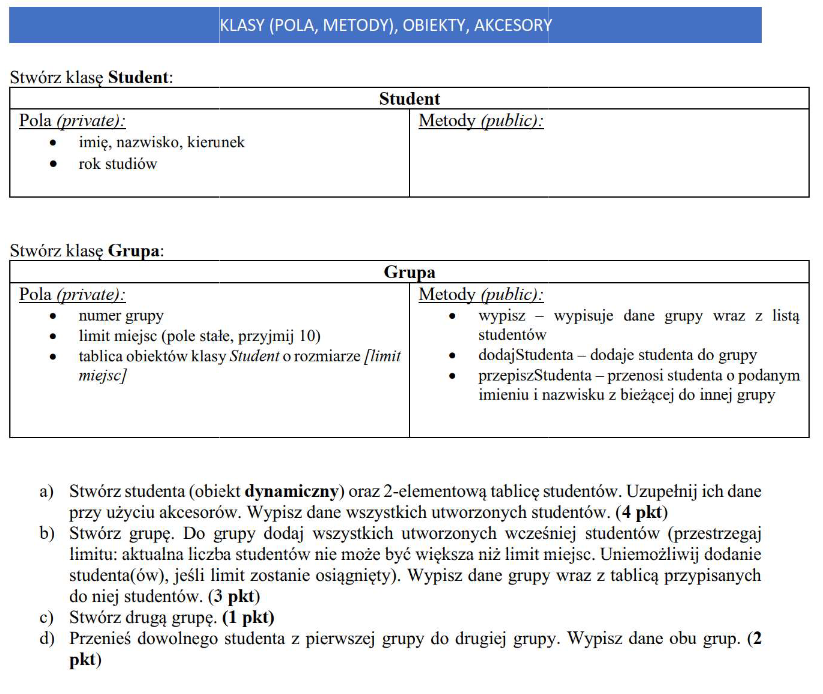 KLASY (POLA, METODY), OBIEKTY, AKCESORY
Stwórz klasę Student:
Student
Pola (private):
• imię, nazwisko, kierunek
• rok studiów
Metody (public):
Stwórz klasę Grupa:
Grupa
Pola (private):
• numer grupy
• limit miejsc (pole stałe, przyjmij 10)
• tablica obiektów klasy Student o rozmiarze [limit
miejsc]
Metody (public):
• wypisz – wypisuje dane grupy wraz z listą
studentów
• dodajStudenta – dodaje studenta do grupy
• przepiszStudenta – przenosi studenta o podanym
imieniu i nazwisku z bieżącej do innej grupy
a) Stwórz studenta (obiekt dynamiczny) oraz 2-elementową tablicę studentów. Uzupełnij ich dane
przy użyciu akcesorów. Wypisz dane wszystkich utworzonych studentów. (4 pkt)
b) Stwórz grupę. Do grupy dodaj wszystkich utworzonych wcześniej studentów (przestrzegaj
limitu: aktualna liczba studentów nie może być większa niż limit miejsc. Uniemożliwij dodanie
studenta(ów), jeśli limit zostanie osiągnięty). Wypisz dane grupy wraz z tablicą przypisanych
do niej studentów. (3 pkt)
c) Stwórz drugą grupę. (1 pkt)
d) Przenieś dowolnego studenta z pierwszej grupy do drugiej grupy. Wypisz dane obu grup. (2
pkt)